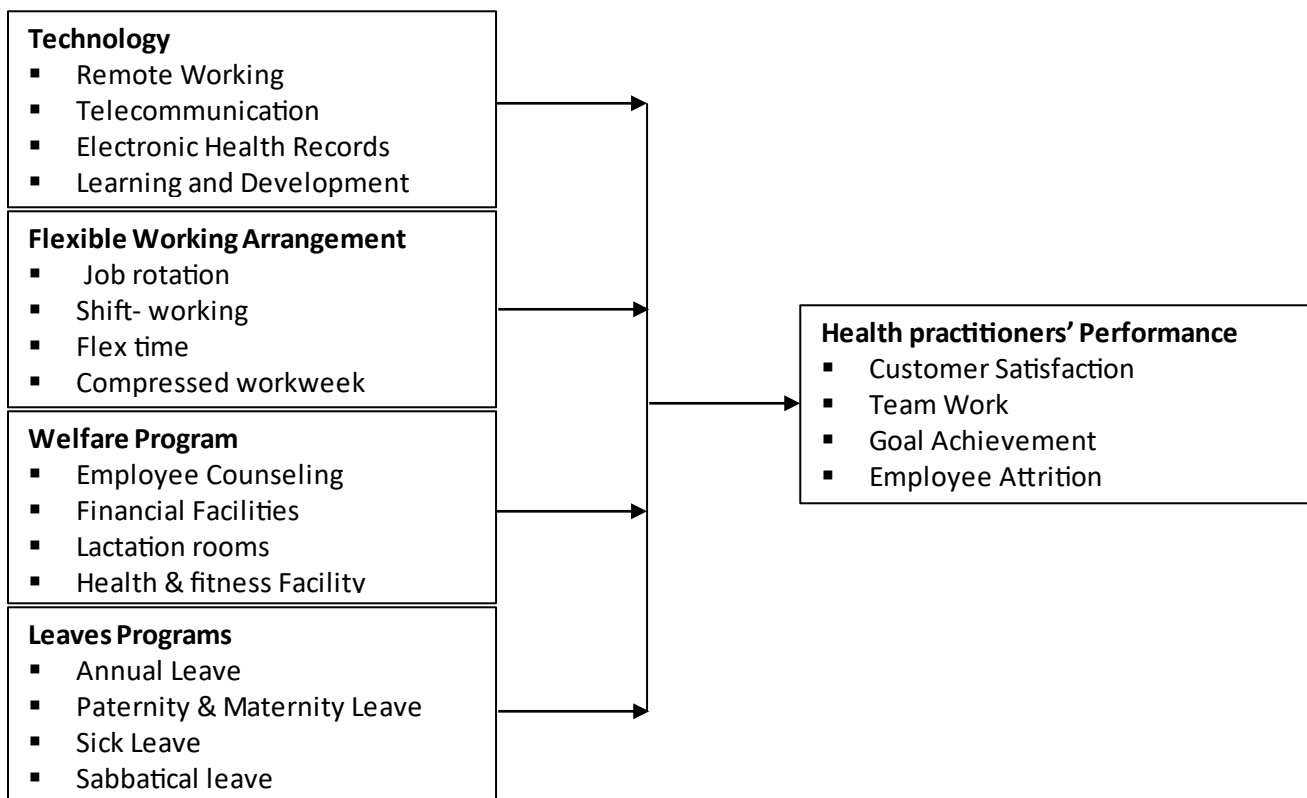 Technology
▪ Remote Working
▪ Telecommunication
▪ Electronic Health Records
▪ Learning and Development
Flexible Working Arrangement
▪ Job rotation
▪ Shift- working
▪ Flex time
▪ Compressed workweek
Welfare Program
▪ Employee Counseling
▪ Financial Facilities
▪ Lactation rooms
▪ Health & fitness Facility
Leaves Programs
▪ Annual Leave
▪ Paternity & Maternity Leave
▪ Sick Leave
▪ Sabbatical leave
Health practitioners’ Performance
▪ Customer Satisfaction
▪ Team Work
▪ Goal Achievement
▪ Employee Attrition